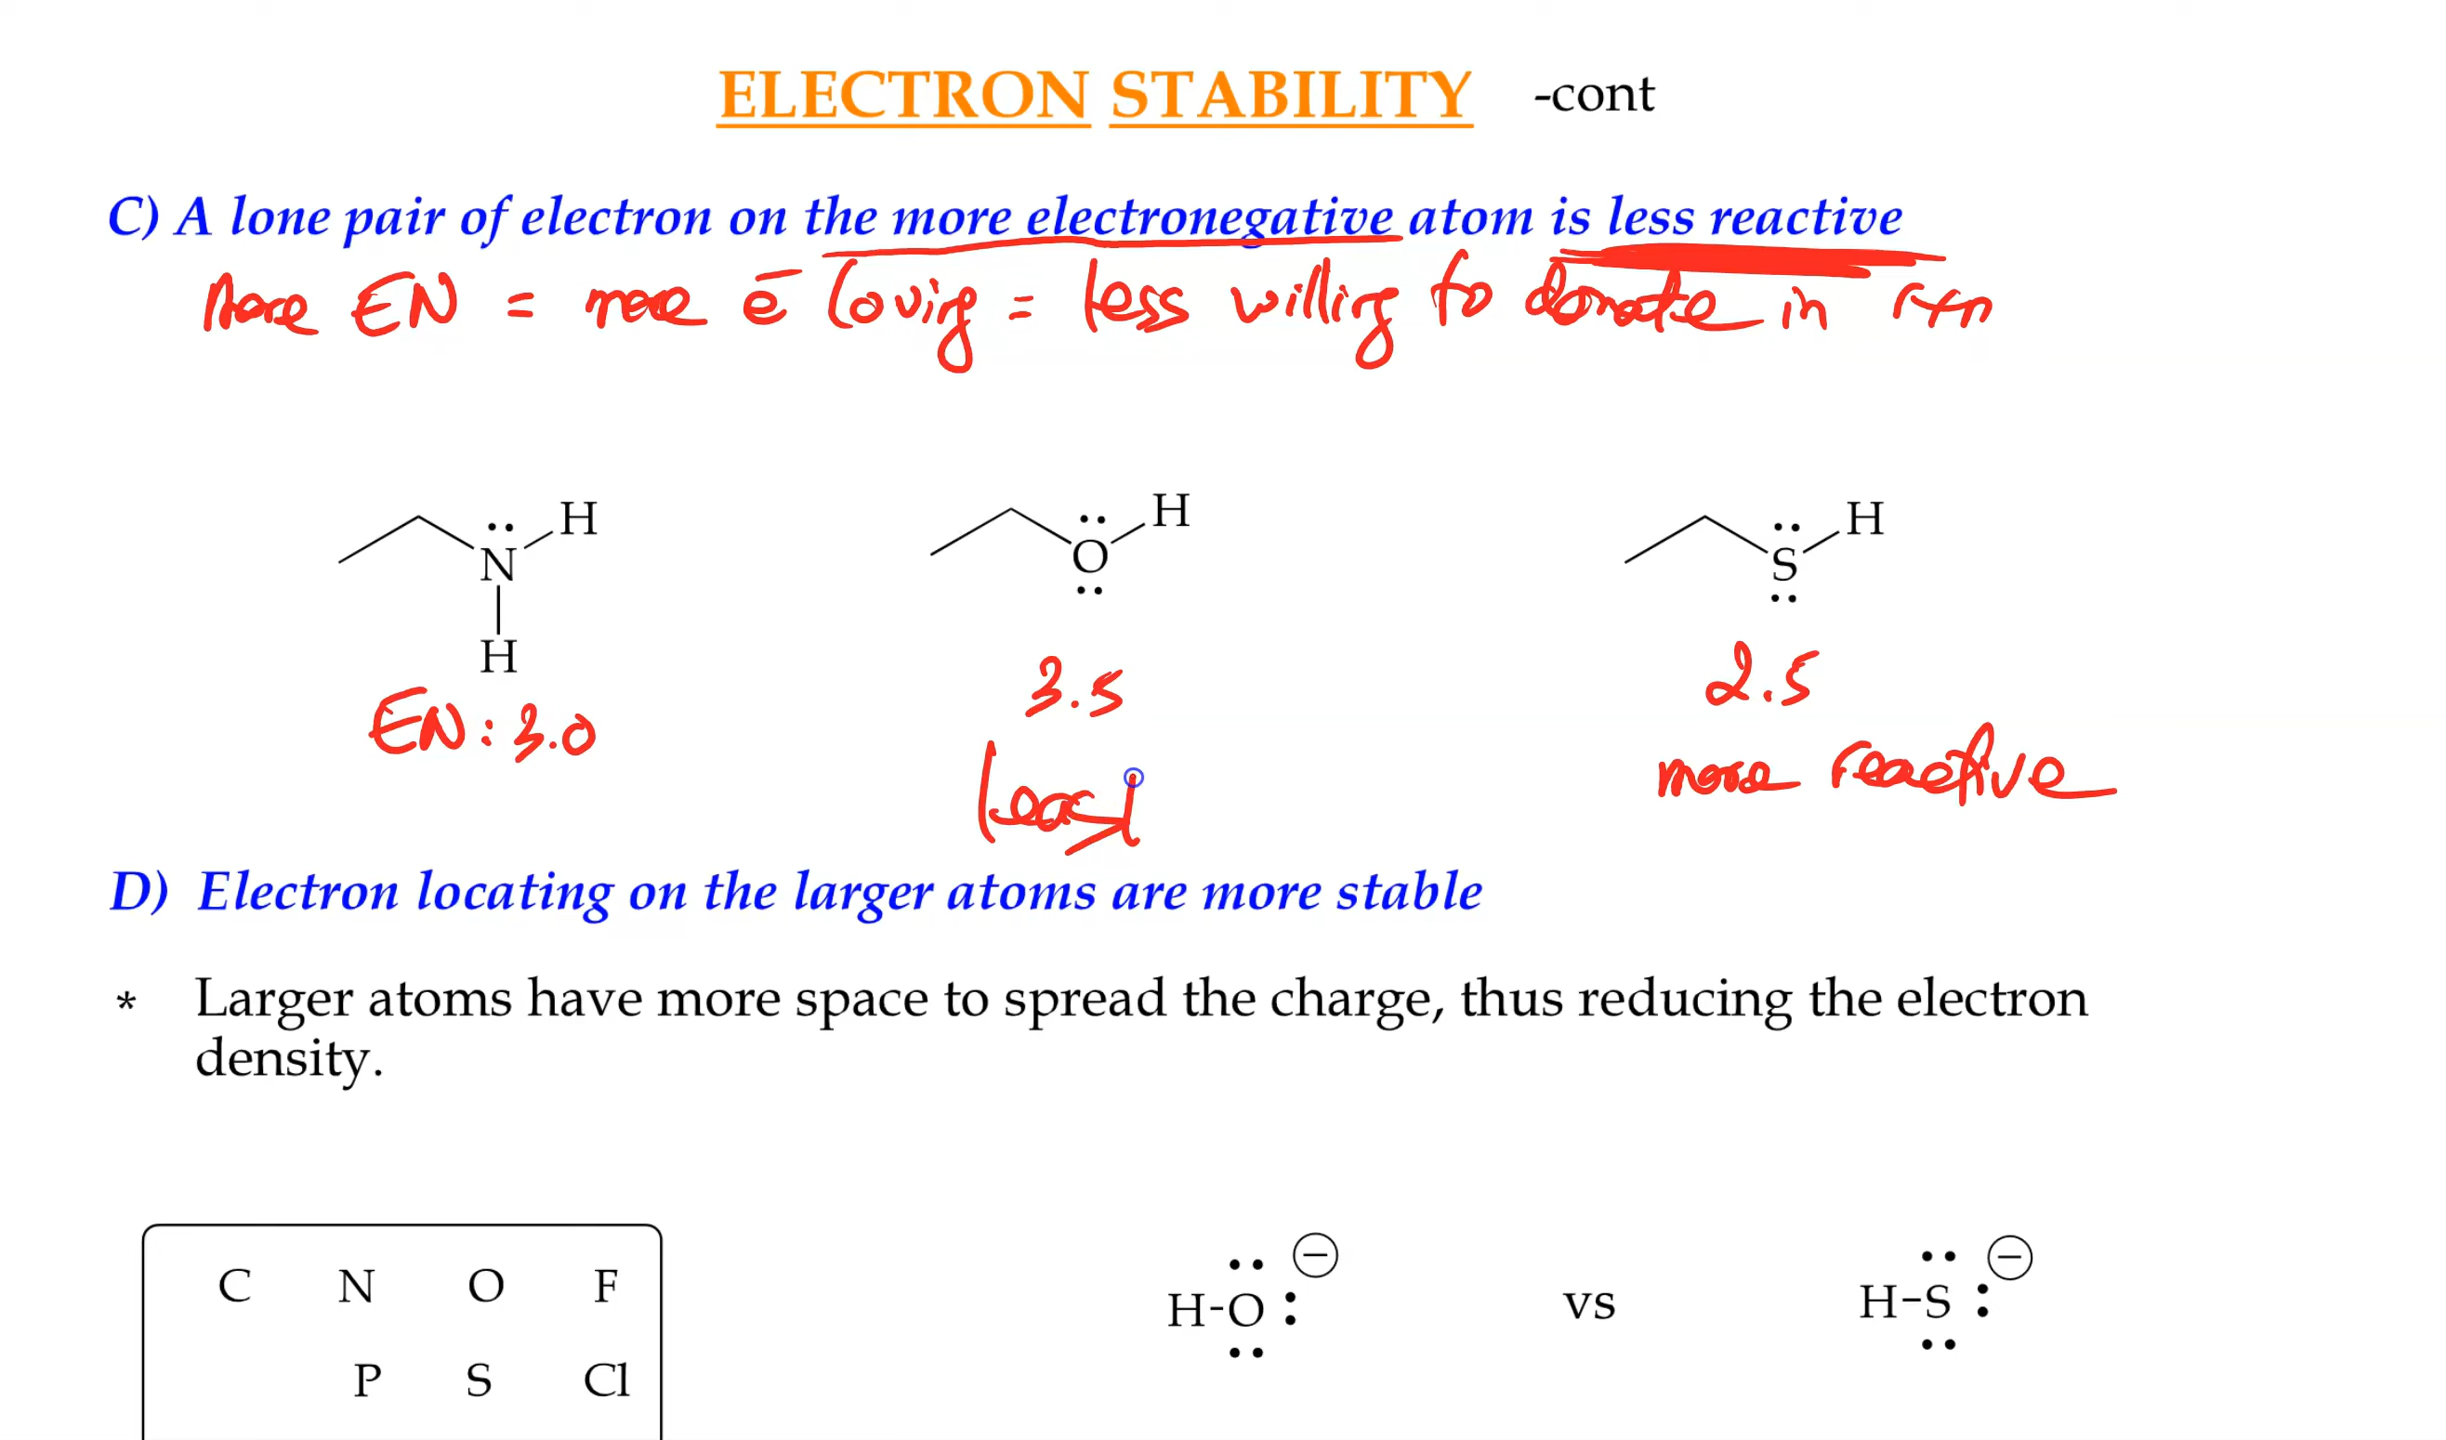 ELECTRON STABILITY -cont
C) A lone pair of electron on the more electronegative atom is less reactive
More EN = more ē loving = less willing to donate in rxn
N H H
O H
S H
EN: 3.0
3.5
2.5
least
more reactive
D) Electron locating on the larger atoms are more stable
* Larger atoms have more space to spread the charge, thus reducing the electron
density.
C N O F
P S Cl
H-O
vs
H-S